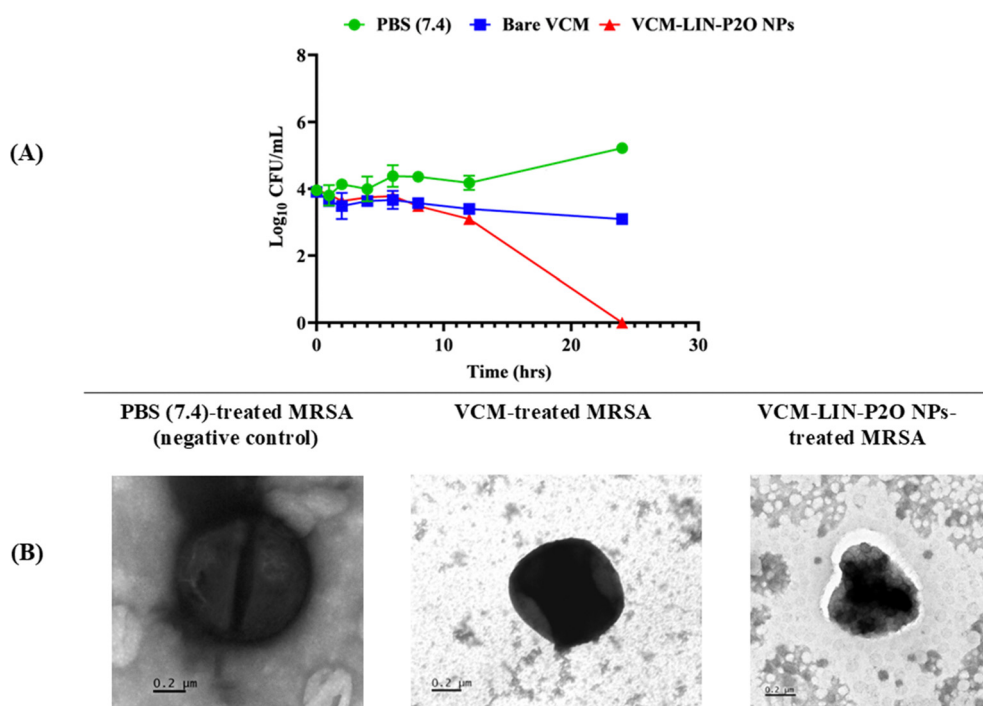 PBS (7.4) Bare VCM VCM-LIN-P2O NPs
(A)
Log10 CFU/mL
8
6
4
2
0
0 10 20 30
Time (hrs)
PBS (7.4)-treated MRSA
(negative control)
VCM-treated MRSA
VCM-LIN-P2O NPs-
treated MRSA
(B)
0.2 µm
0.2 µm
0.2 µm